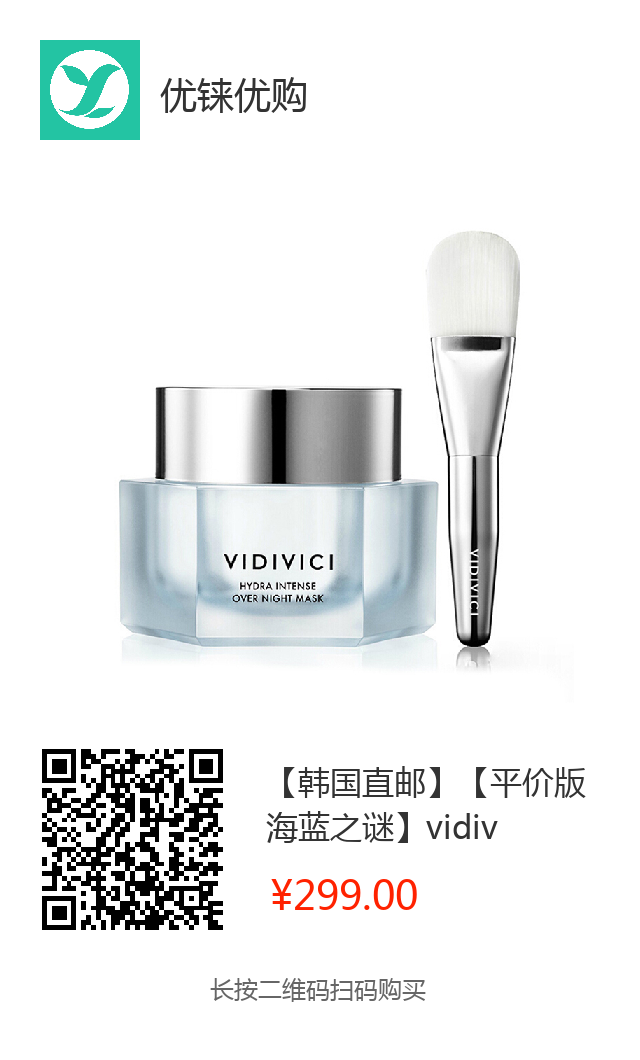 优铼优购
VIDIVICI
HYDRA INTENSE
OVER NIGHT MASK
VIDIVICI
【韩国直邮】【平价版
海蓝之谜】vidiv
¥299.00
长按二维码扫码购买